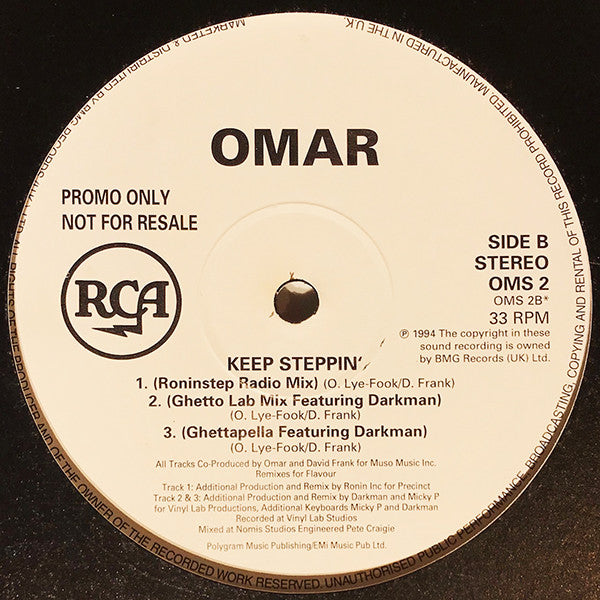 OMAR
PROMO ONLY
NOT FOR RESALE
RCA
SIDE B
STEREO
OMS 2
OMS 2B*
33 RPM
℗ 1994 The copyright in these
sound recording is owned
by BMG Records (UK) Ltd.
KEEP STEPPIN'
1. (Roninstep Radio Mix) (O. Lye-Fook/D. Frank)
2. (Ghetto Lab Mix Featuring Darkman)
(O. Lye-Fook/D. Frank)
3. (Ghettapella Featuring Darkman)
(O. Lye-Fook/D. Frank)
All Tracks Co-Produced by Omar and David Frank for Muso Music Inc.
Remixes for Flavour
Track 1: Additional Production and Remix by Ronin Inc for Precinct
Track 2 & 3; Additional Production and Remix by Darkman and Micky P
for Vinyl Lab Productions, Additional Keyboards Micky P and Darkman
Recorded at Vinyl Lab Studios
Mixed at Nomis Studios Engineered Pete Craigie
Polygram Music Publishing/EMi Music Pub Ltd.
MARKETED & DISTRIBUTED BY BMG RECORDS (UK) LTD ALL RIGHTS OF THE PRODUCER AND OF THE OWNER OF THE RECORDED WORK RESERVED. UNAUTHORISED PUBLIC PERFORMANCE, BROADCASTING, COPYING AND RENTAL OF THIS RECORD PROHIBITED. MAUNFACTURED IN THE U.K.